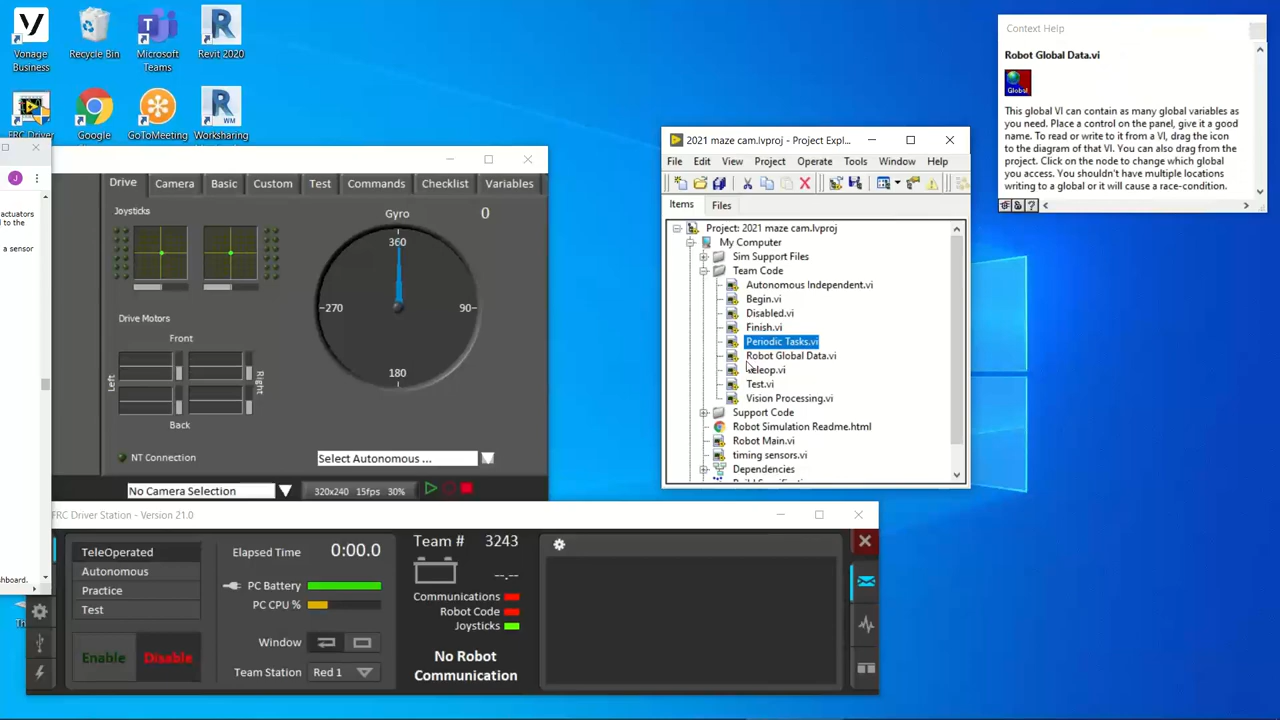 Vonage
Business
Recycle Bin
Microsoft
Teams
Revit 2020
FRC Driver
Google
GoToMeeting
Worksharing
J
actuators
d to the
a sensor
shboard.
Drive
Camera
Basic
Custom
Test
Commands
Checklist
Variables
Joysticks
Gyro
0
360
-270
90-
180
Drive Motors
Front
Left
Right
Back
NT Connection
Select Autonomous ...
No Camera Selection
320x240 15fps 30%
FRC Driver Station - Version 21.0
TeleOperated
Autonomous
Practice
Test
Enable
Disable
Elapsed Time
0:00.0
PC Battery
PC CPU %
Window
Team Station
Red 1
Team #
3243
--.--
Communications
Robot Code
Joysticks
No Robot
Communication
2021 maze cam.lvproj - Project Expl...
File
Edit
View
Project
Operate
Tools
Window
Help
Items
Files
Project: 2021 maze cam.lvproj
My Computer
Sim Support Files
Team Code
Autonomous Independent.vi
Begin.vi
Disabled.vi
Finish.vi
Periodic Tasks.vi
Robot Global Data.vi
Teleop.vi
Test.vi
Vision Processing.vi
Support Code
Robot Simulation Readme.html
Robot Main.vi
timing sensors.vi
Dependencies
Context Help
Robot Global Data.vi
Global
This global VI can contain as many global variables as
you need. Place a control on the panel, give it a good
name. To read or write to it from a VI, drag the icon
to the diagram of that VI. You can also drag from the
project. Click on the node to change which global
you access. You shouldn't have multiple locations
writing to a global or it will cause a race-condition.